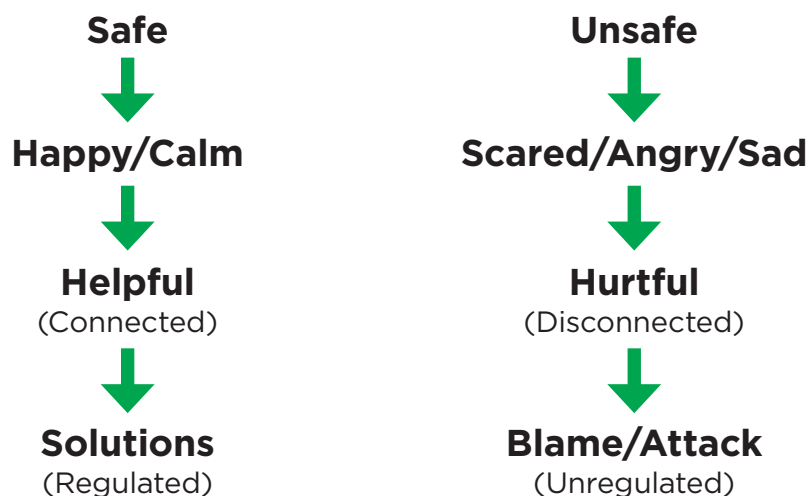 Safe
Happy/Calm
Helpful
(Connected)
Solutions
(Regulated)
Unsafe
Scared/Angry/Sad
Hurtful
(Disconnected)
Blame/Attack
(Unregulated)